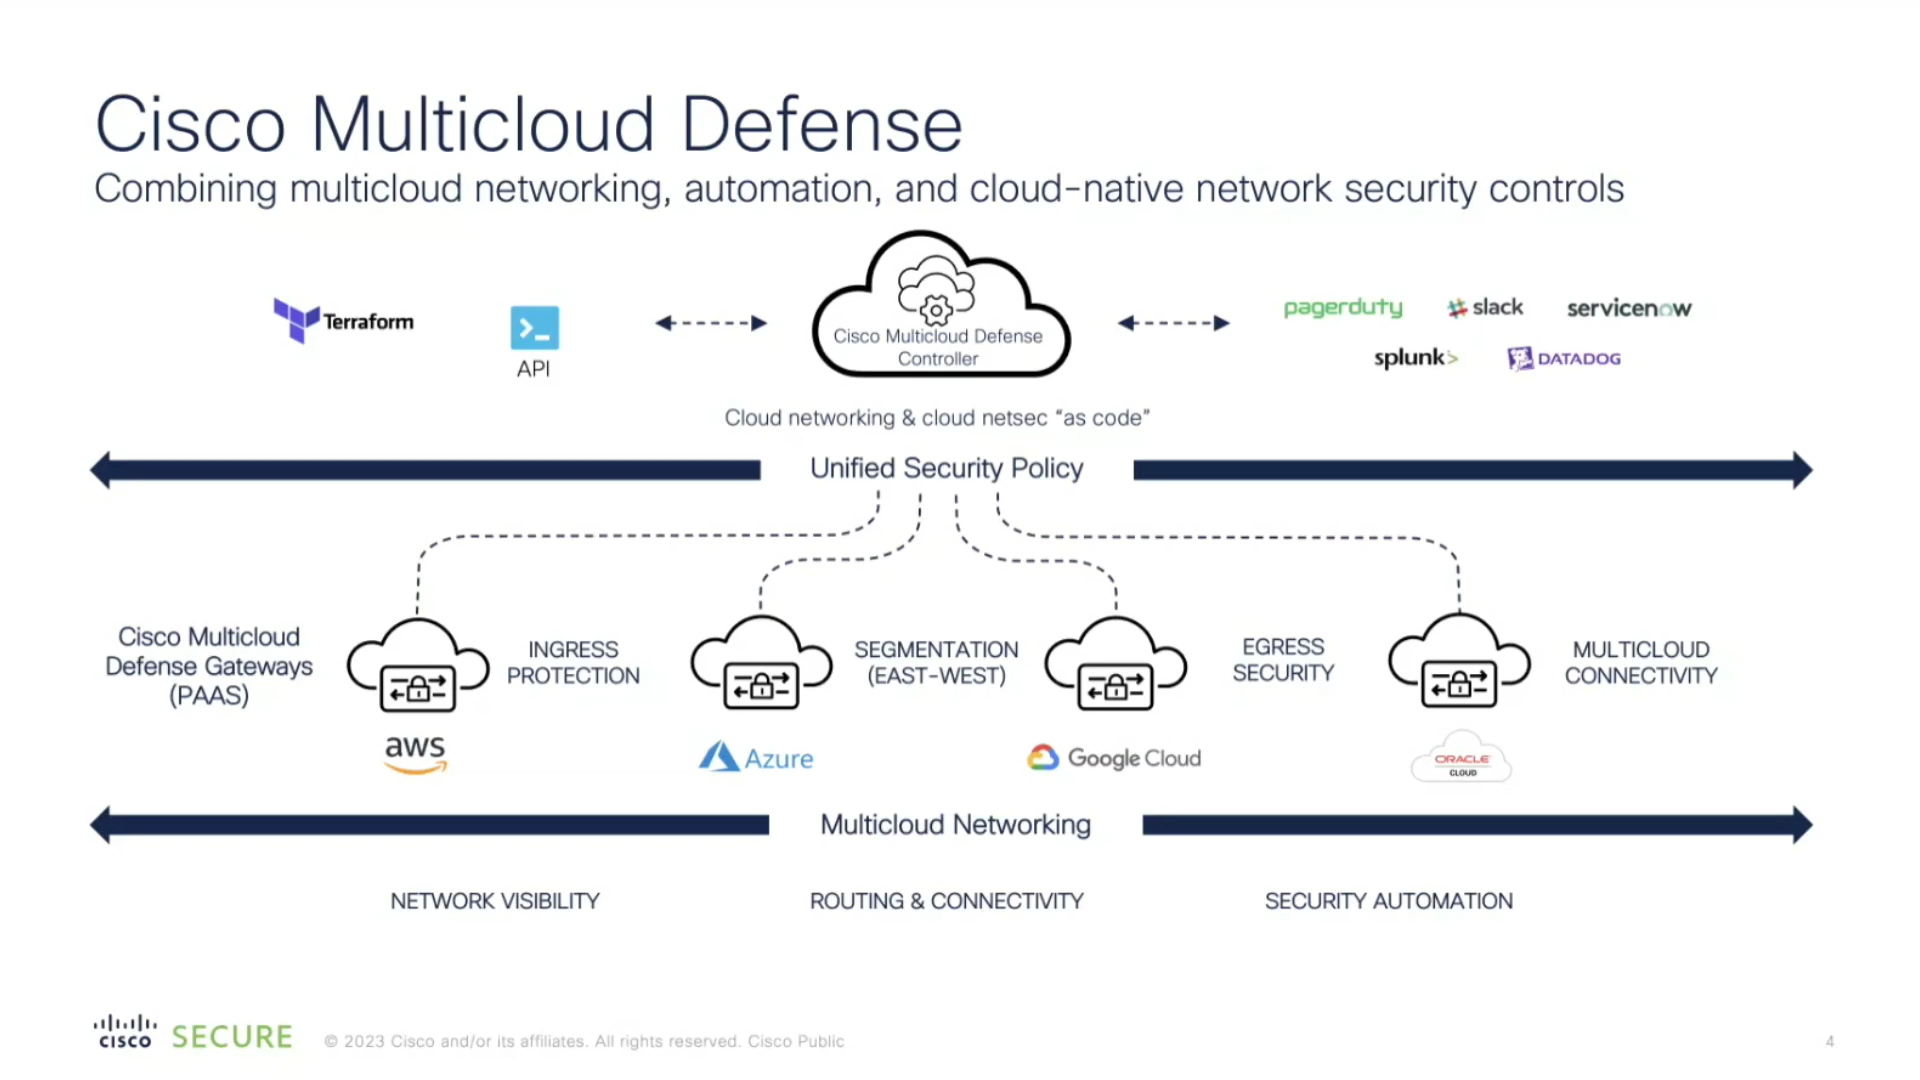 Cisco Multicloud Defense
Combining multicloud networking, automation, and cloud-native network security controls
Terraform
API
Cisco Multicloud Defense
Controller
pagerduty
slack
servicenow
splunk>
DATADOG
Cloud networking & cloud netsec “as code”
Unified Security Policy
Cisco Multicloud
Defense Gateways
(PAAS)
INGRESS
PROTECTION
SEGMENTATION
(EAST-WEST)
EGRESS
SECURITY
MULTICLOUD
CONNECTIVITY
aws
Azure
Google Cloud
ORACLE
CLOUD
Multicloud Networking
NETWORK VISIBILITY
ROUTING & CONNECTIVITY
SECURITY AUTOMATION
CISCO SECURE
© 2023 Cisco and/or its affiliates. All rights reserved. Cisco Public
4